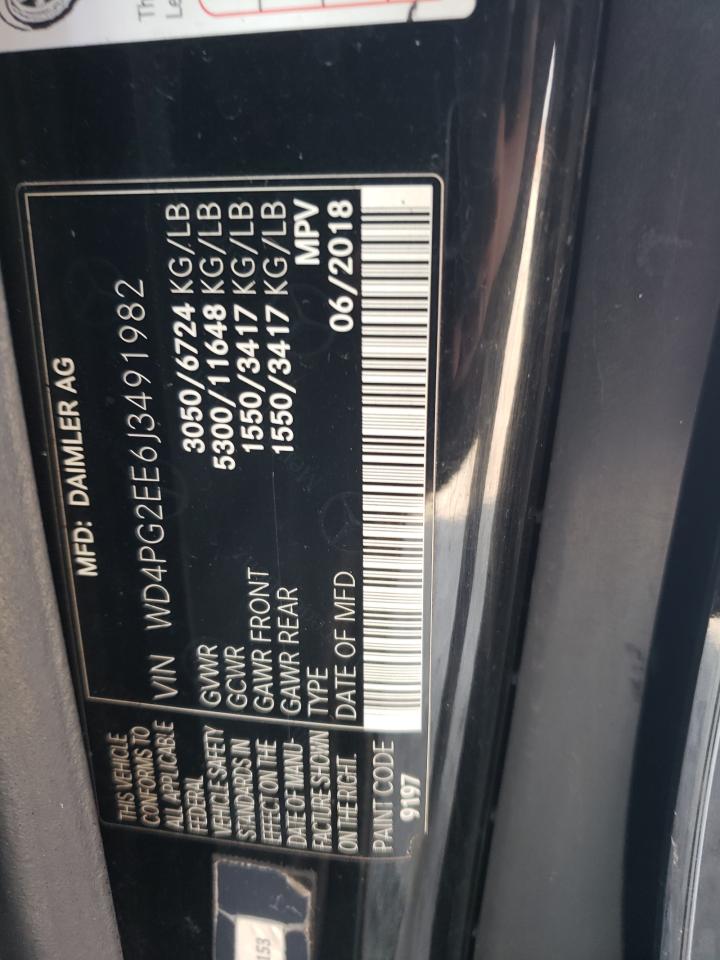 MFD: DAIMLER AG
VIN WD4PG2EE6J3491982
GVWR 3050/6724 KG/LB
GCWR 5300/11648 KG/LB
GAWR FRONT 1550/3417 KG/LB
GAWR REAR 1550/3417 KG/LB
TYPE MPV
DATE OF MFD 06/2018
THIS VEHICLE
CONFORMS TO
ALL APPLICABLE
FEDERAL
VEHICLE SAFETY
STANDARDS IN
EFFECT ON THE
DATE OF MANU-
FACTURE SHOWN
ON THE RIGHT.
PAINT CODE
9197
153